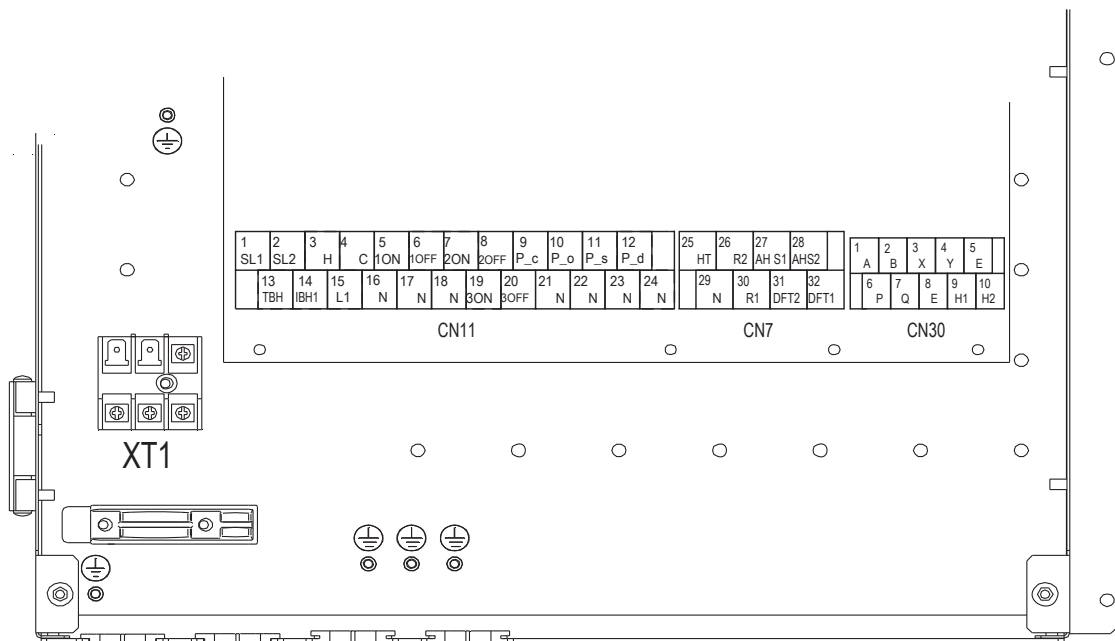 1 2 3 4 5 6 7 8 9 10 11 12
SL1 SL2 H C 1ON 1OFF 2ON 2OFF P_c P_o P_s P_d
13 14 15 16 17 18 19 20 21 22 23 24
TBH IBH1 L1 N N N 3ON 3OFF N N N N
CN11
25 26 27 28
HT R2 AH S1 AHS2
29 30 31 32
N R1 DFT2 DFT1
CN7
1 2 3 4 5
A B X Y E
6 7 8 9 10
P Q E H1 H2
CN30
XT1